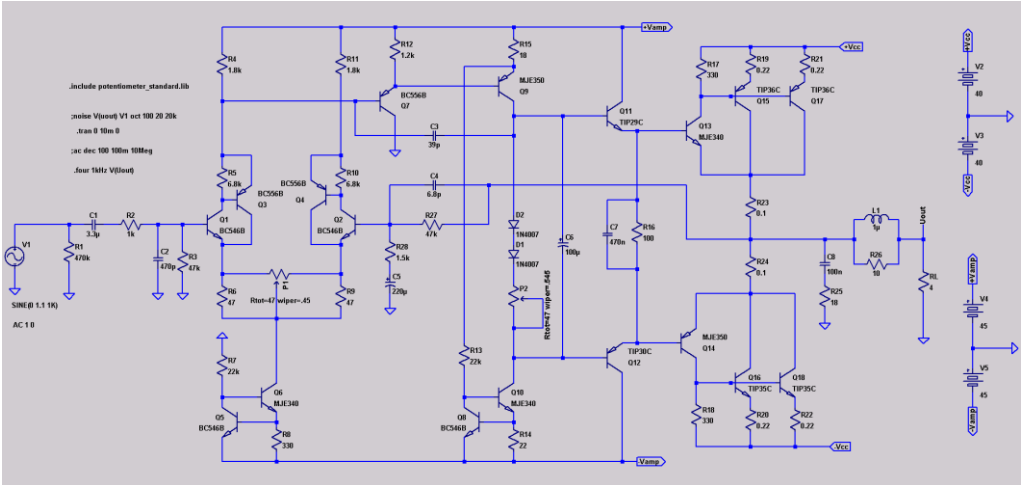 .include potentiometer_standard.lib
;noise V(uout) V1 oct 100 20 20k
.tran 0 10m 0
;ac dec 100 100m 10Meg
.four 1kHz V(Uout)
V1
SINE(0 1.1 1K)
AC 1 0
R1
470k
C1
3.3µ
R2
1k
C2
470p
R3
47k
R4
1.8k
R5
6.8k
BC556B
Q3
Q1
BC546B
R6
47
R7
22k
Q5
BC546B
Q6
MJE340
R8
330
P1
Rtot=47 wiper=.45
R9
47
R11
1.8k
BC556B
Q4
R10
6.8k
Q2
BC546B
R12
1.2k
BC556B
Q7
C3
39p
C4
6.8p
R27
47k
R28
1.5k
C5
220µ
R15
18
MJE350
Q9
D2
1N4007
D1
1N4007
P2
Rtot=47 wiper=.646
C6
100µ
R13
22k
Q8
BC546B
Q10
MJE340
R14
22
+Vamp
Q11
TIP29C
C7
470n
R16
100
TIP30C
Q12
-Vamp
R17
330
Q13
MJE340
R19
0.22
R21
0.22
+Vcc
TIP36C
Q15
TIP36C
Q17
R23
0.1
R24
0.1
MJE350
Q14
R18
330
Q16
TIP35C
Q18
TIP35C
R20
0.22
R22
0.22
-Vcc
C8
100n
R25
18
L1
1µ
R26
10
Uout
RL
4
+Vcc
V2
40
V3
40
-Vcc
+Vamp
V4
45
V5
45
-Vamp